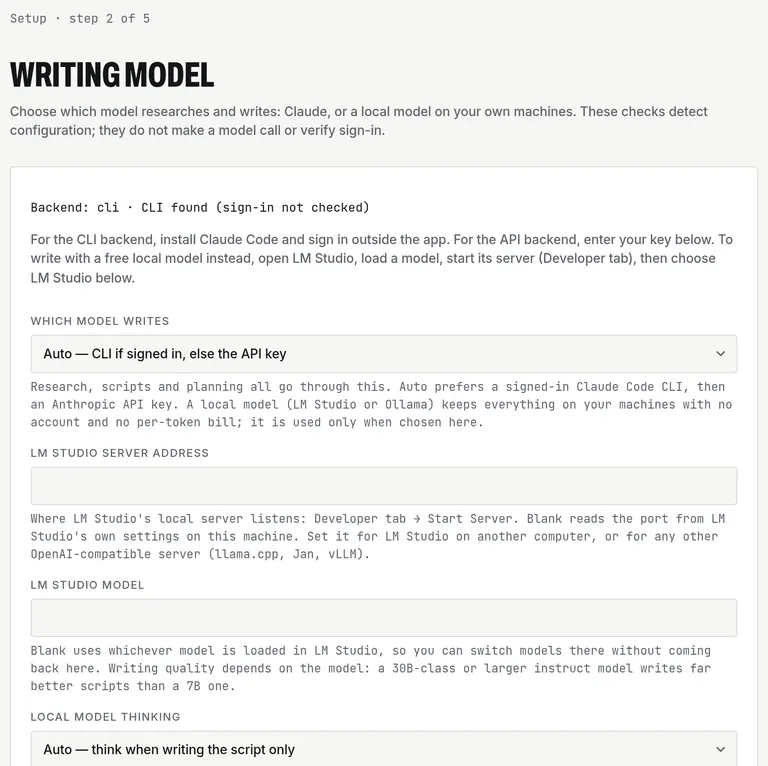 Setup · step 2 of 5
WRITING MODEL
Choose which model researches and writes: Claude, or a local model on your own machines. These checks detect
configuration; they do not make a model call or verify sign-in.
Backend: cli · CLI found (sign-in not checked)
For the CLI backend, install Claude Code and sign in outside the app. For the API backend, enter your key below. To
write with a free local model instead, open LM Studio, load a model, start its server (Developer tab), then choose
LM Studio below.
WHICH MODEL WRITES
Auto — CLI if signed in, else the API key
Research, scripts and planning all go through this. Auto prefers a signed-in Claude Code CLI, then
an Anthropic API key. A local model (LM Studio or Ollama) keeps everything on your machines with no
account and no per-token bill; it is used only when chosen here.
LM STUDIO SERVER ADDRESS
Where LM Studio's local server listens: Developer tab → Start Server. Blank reads the port from LM
Studio's own settings on this machine. Set it for LM Studio on another computer, or for any other
OpenAI-compatible server (llama.cpp, Jan, vLLM).
LM STUDIO MODEL
Blank uses whichever model is loaded in LM Studio, so you can switch models there without coming
back here. Writing quality depends on the model: a 30B-class or larger instruct model writes far
better scripts than a 7B one.
LOCAL MODEL THINKING
Auto — think when writing the script only